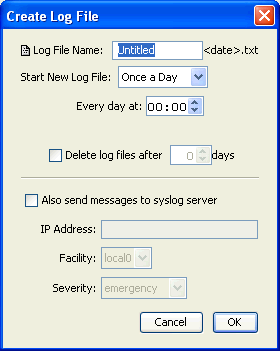 Create Log File
Log File Name: Untitled <date>.txt
Start New Log File: Once a Day
Every day at: 00:00
Delete log files after 0 days
Also send messages to syslog server
IP Address:
Facility: local0
Severity: emergency
Cancel OK